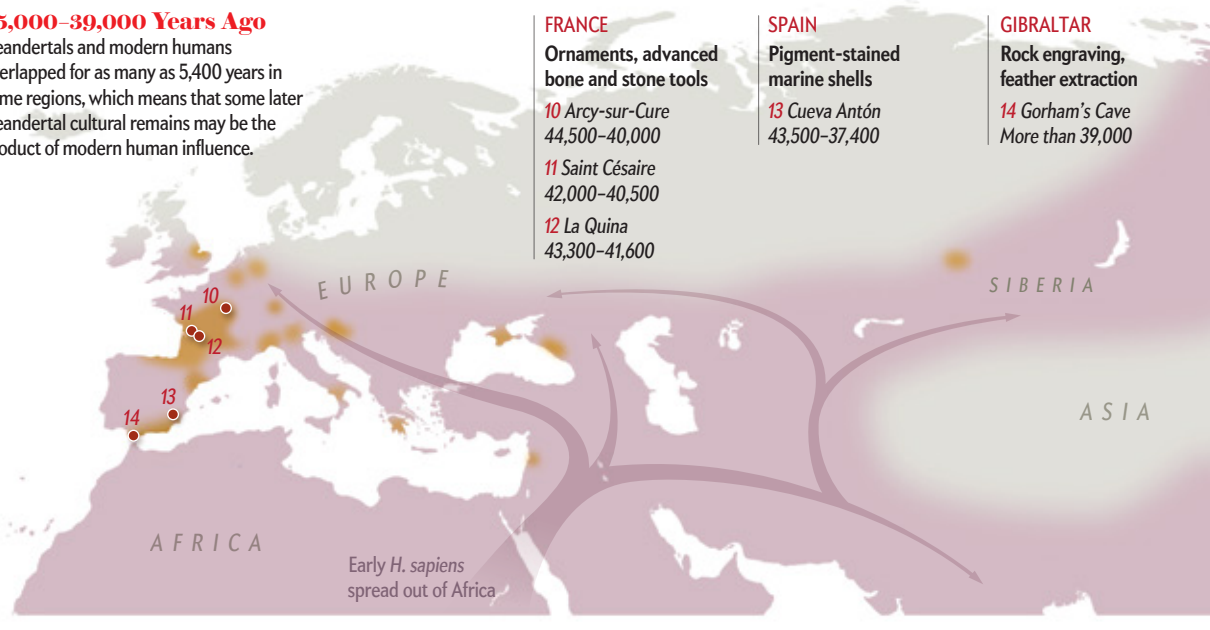 5,000–39,000 Years Ago
eandertals and modern humans
erlapped for as many as 5,400 years in
me regions, which means that some later
eandertal cultural remains may be the
oduct of modern human influence.
FRANCE
Ornaments, advanced
bone and stone tools
10 Arcy-sur-Cure
44,500–40,000
11 Saint Césaire
42,000–40,500
12 La Quina
43,300–41,600
SPAIN
Pigment-stained
marine shells
13 Cueva Antón
43,500–37,400
GIBRALTAR
Rock engraving,
feather extraction
14 Gorham's Cave
More than 39,000
EUROPE
SIBERIA
10
11
12
13
14
ASIA
AFRICA
Early H. sapiens
spread out of Africa